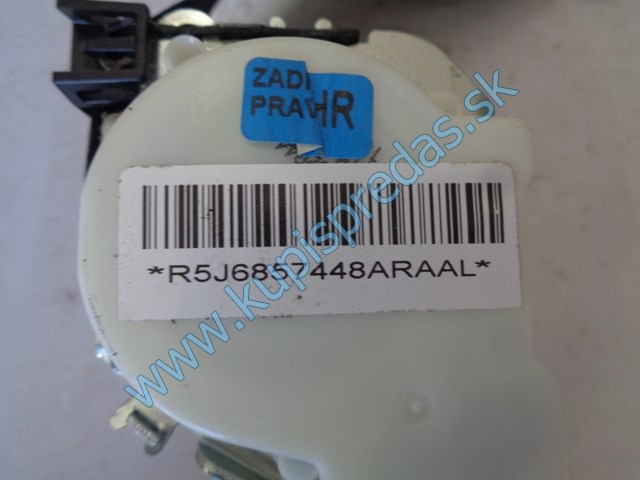 ZADI
PRAV
HR
*R5J6857448ARAAL*
www.kupispredas.sk